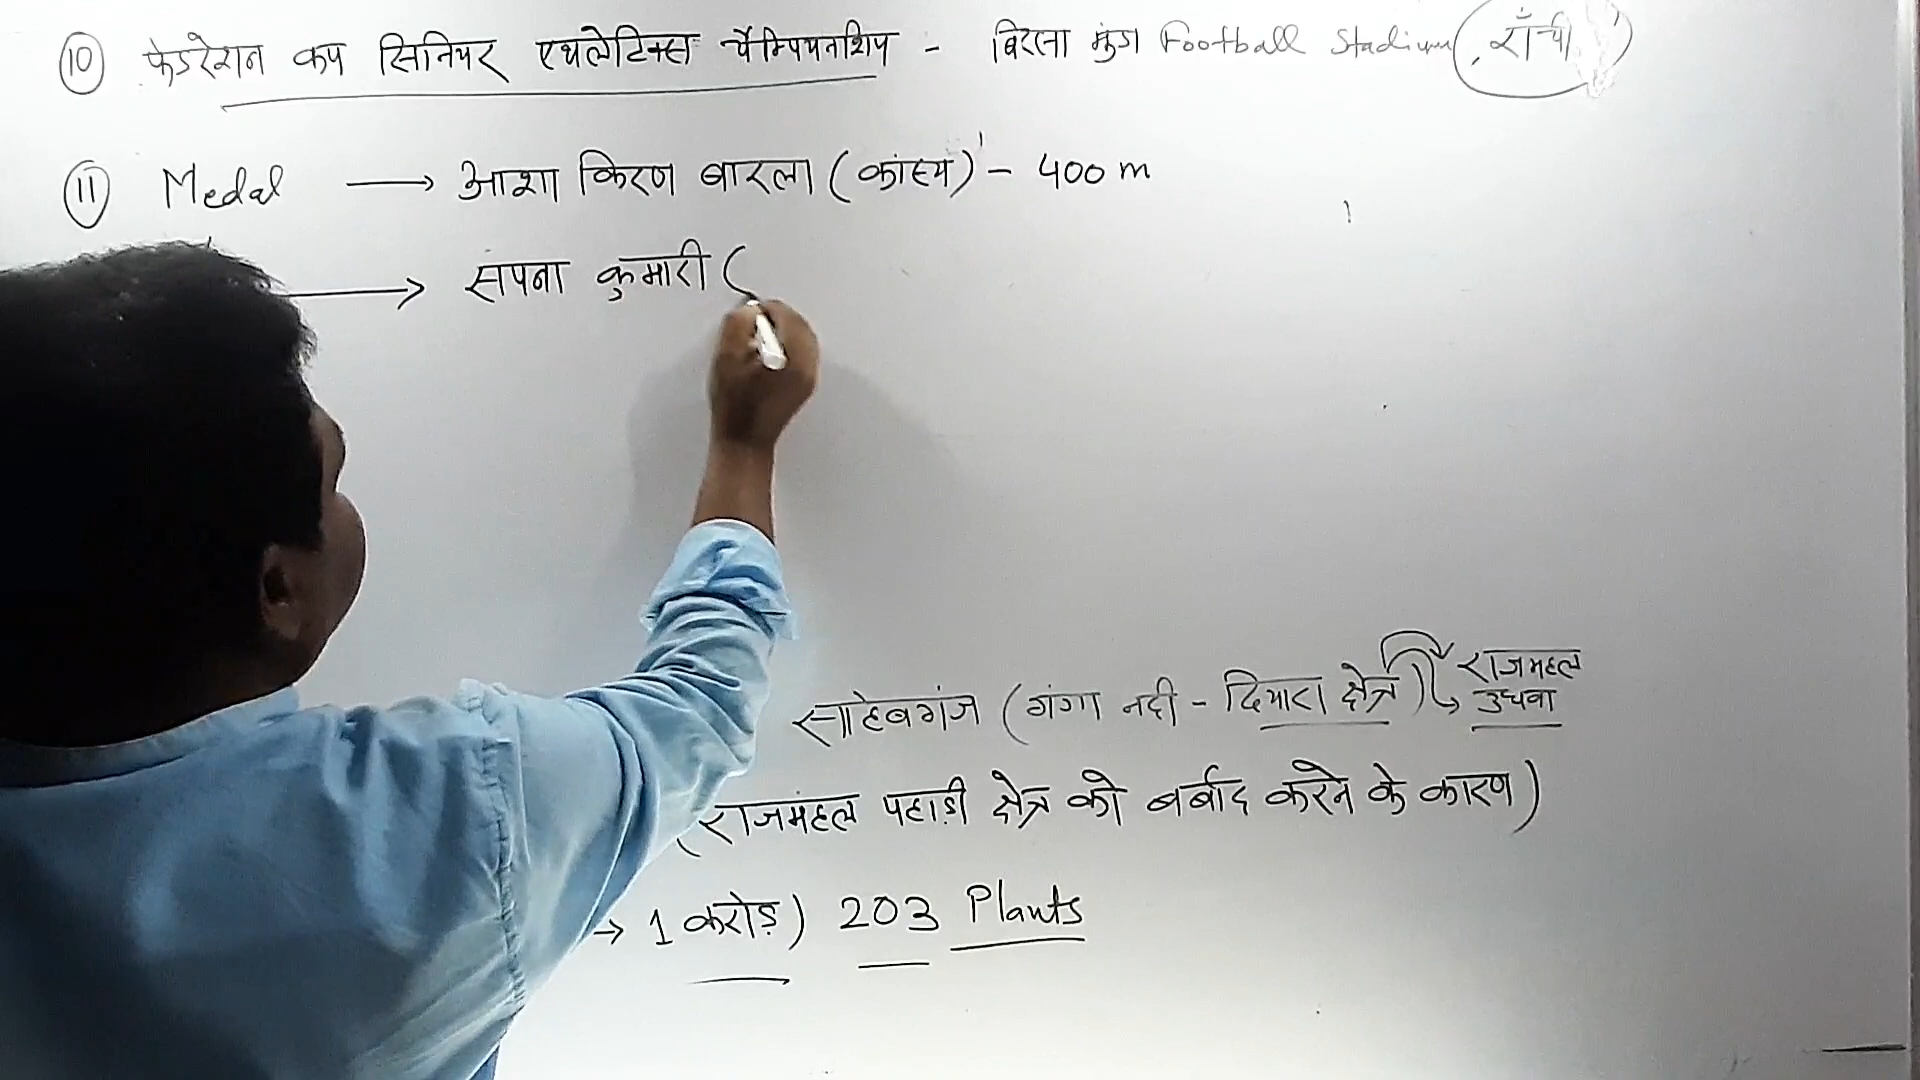 ⑩ फेडरेशन कप सिनियर एथलेटिक्स चैम्पियनशिप - बिरसा मुंडा Football Stadium (राँची)
⑪ Medal → आशा किरण बारला (कांस्य) - 400 m
→ सपना कुमारी (
साहेबगंज (गंगा नदी - दियारा क्षेत्र) राजमहल
उधवा
(राजमहल पहाड़ी क्षेत्र को बर्बाद करने के कारण)
→ 1 करोड़) 203 Plants